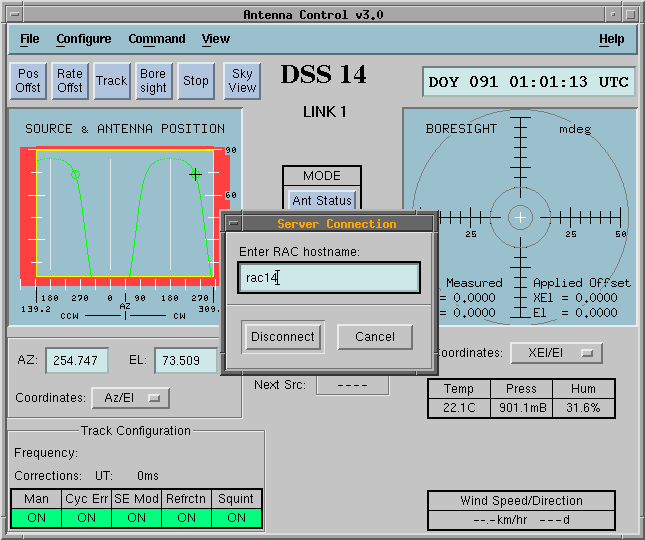 Antenna Control v3.0
File Configure Command View Help
Pos Offst Rate Offst Track Bore sight Stop Sky View
DSS 14
LINK 1
DOY 091 01:01:13 UTC
SOURCE & ANTENNA POSITION
90
60
180 270 0 90 180 270
AZ
139.2 CCW CW 309.
MODE
Ant Status
BORESIGHT mdeg
25 25 50
Measured Applied Offset
= 0.0000 XEl = 0.0000
= 0.0000 El = 0.0000
Server Connection
Enter RAC hostname:
rac14
Disconnect Cancel
AZ: 254.747 EL: 73.509
Coordinates: Az/El
Next Src: ----
oordinates: XEl/El
Temp Press Hum
22.1C 901.1mB 31.6%
Track Configuration
Frequency:
Corrections: UT: 0ms
Man Cyc Err SE Mod Refrctn Squint
ON ON ON ON ON
Wind Speed/Direction
--.-km/hr ---d